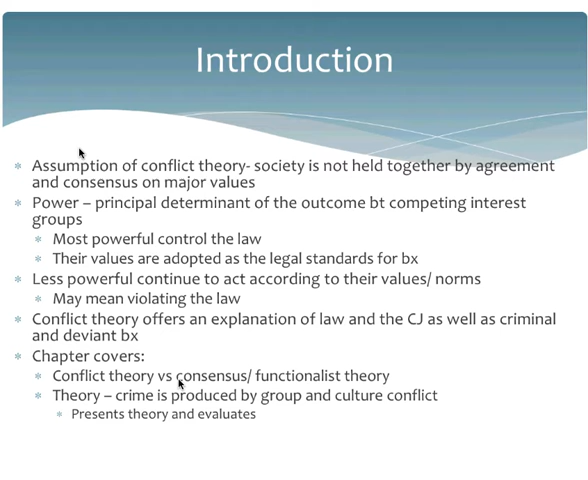 Introduction
Assumption of conflict theory- society is not held together by agreement
and consensus on major values
Power – principal determinant of the outcome bt competing interest
groups
Most powerful control the law
Their values are adopted as the legal standards for bx
Less powerful continue to act according to their values/ norms
May mean violating the law
Conflict theory offers an explanation of law and the CJ as well as criminal
and deviant bx
Chapter covers:
Conflict theory vs consensus/ functionalist theory
Theory – crime is produced by group and culture conflict
Presents theory and evaluates